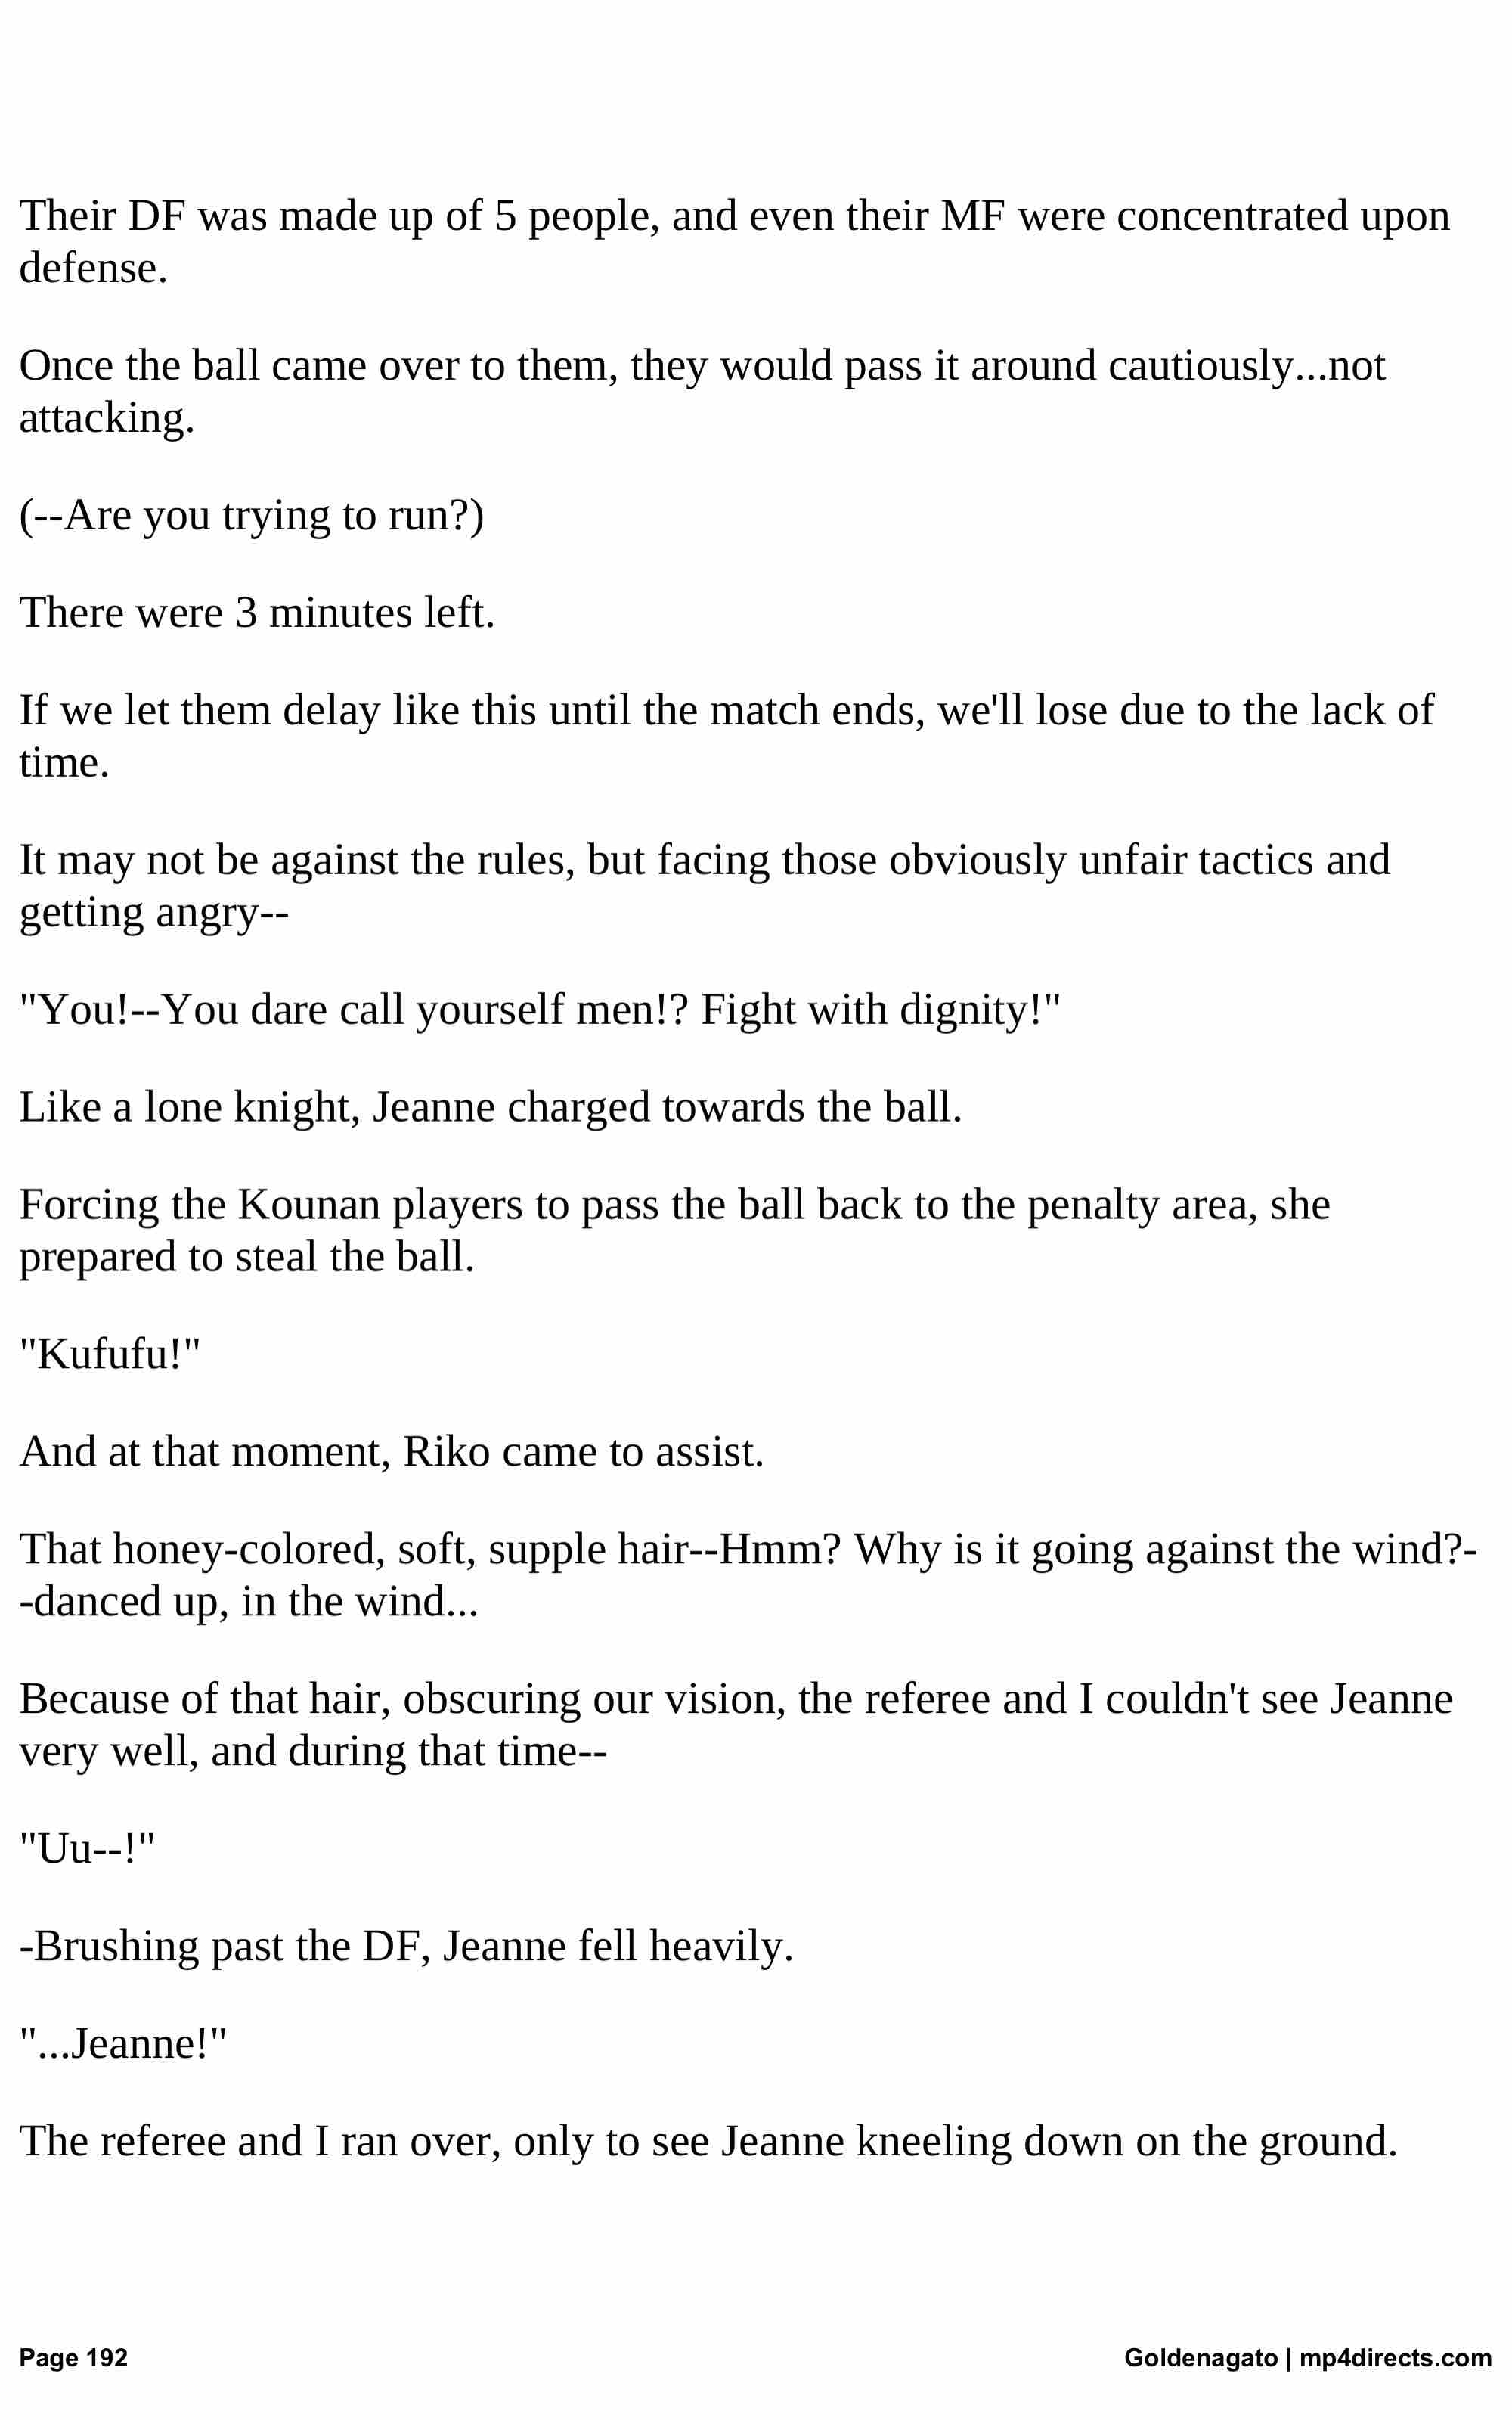 Their DF was made up of 5 people, and even their MF were concentrated upon
defense.
Once the ball came over to them, they would pass it around cautiously...not
attacking.
(--Are you trying to run?)
There were 3 minutes left.
If we let them delay like this until the match ends, we'll lose due to the lack of
time.
It may not be against the rules, but facing those obviously unfair tactics and
getting angry--
"You!--You dare call yourself men!? Fight with dignity!"
Like a lone knight, Jeanne charged towards the ball.
Forcing the Kounan players to pass the ball back to the penalty area, she
prepared to steal the ball.
"Kufufu!"
And at that moment, Riko came to assist.
That honey-colored, soft, supple hair--Hmm? Why is it going against the wind?-
-danced up, in the wind...
Because of that hair, obscuring our vision, the referee and I couldn't see Jeanne
very well, and during that time--
"Uu--!"
-Brushing past the DF, Jeanne fell heavily.
"...Jeanne!"
The referee and I ran over, only to see Jeanne kneeling down on the ground.
Page 192
Goldenagato | mp4directs.com